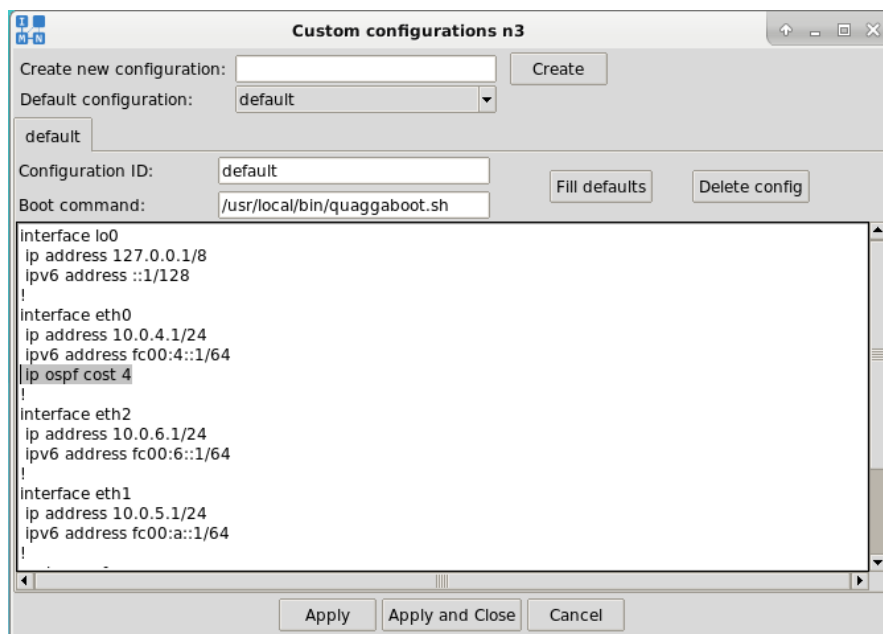 Custom configurations n3
Create new configuration:
Create
Default configuration: default
default
Configuration ID: default
Fill defaults Delete config
Boot command: /usr/local/bin/quaggaboot.sh
interface lo0
ip address 127.0.0.1/8
ipv6 address ::1/128
!
interface eth0
ip address 10.0.4.1/24
ipv6 address fc00:4::1/64
ip ospf cost 4
!
interface eth2
ip address 10.0.6.1/24
ipv6 address fc00:6::1/64
!
interface eth1
ip address 10.0.5.1/24
ipv6 address fc00:a::1/64
!
Apply Apply and Close Cancel